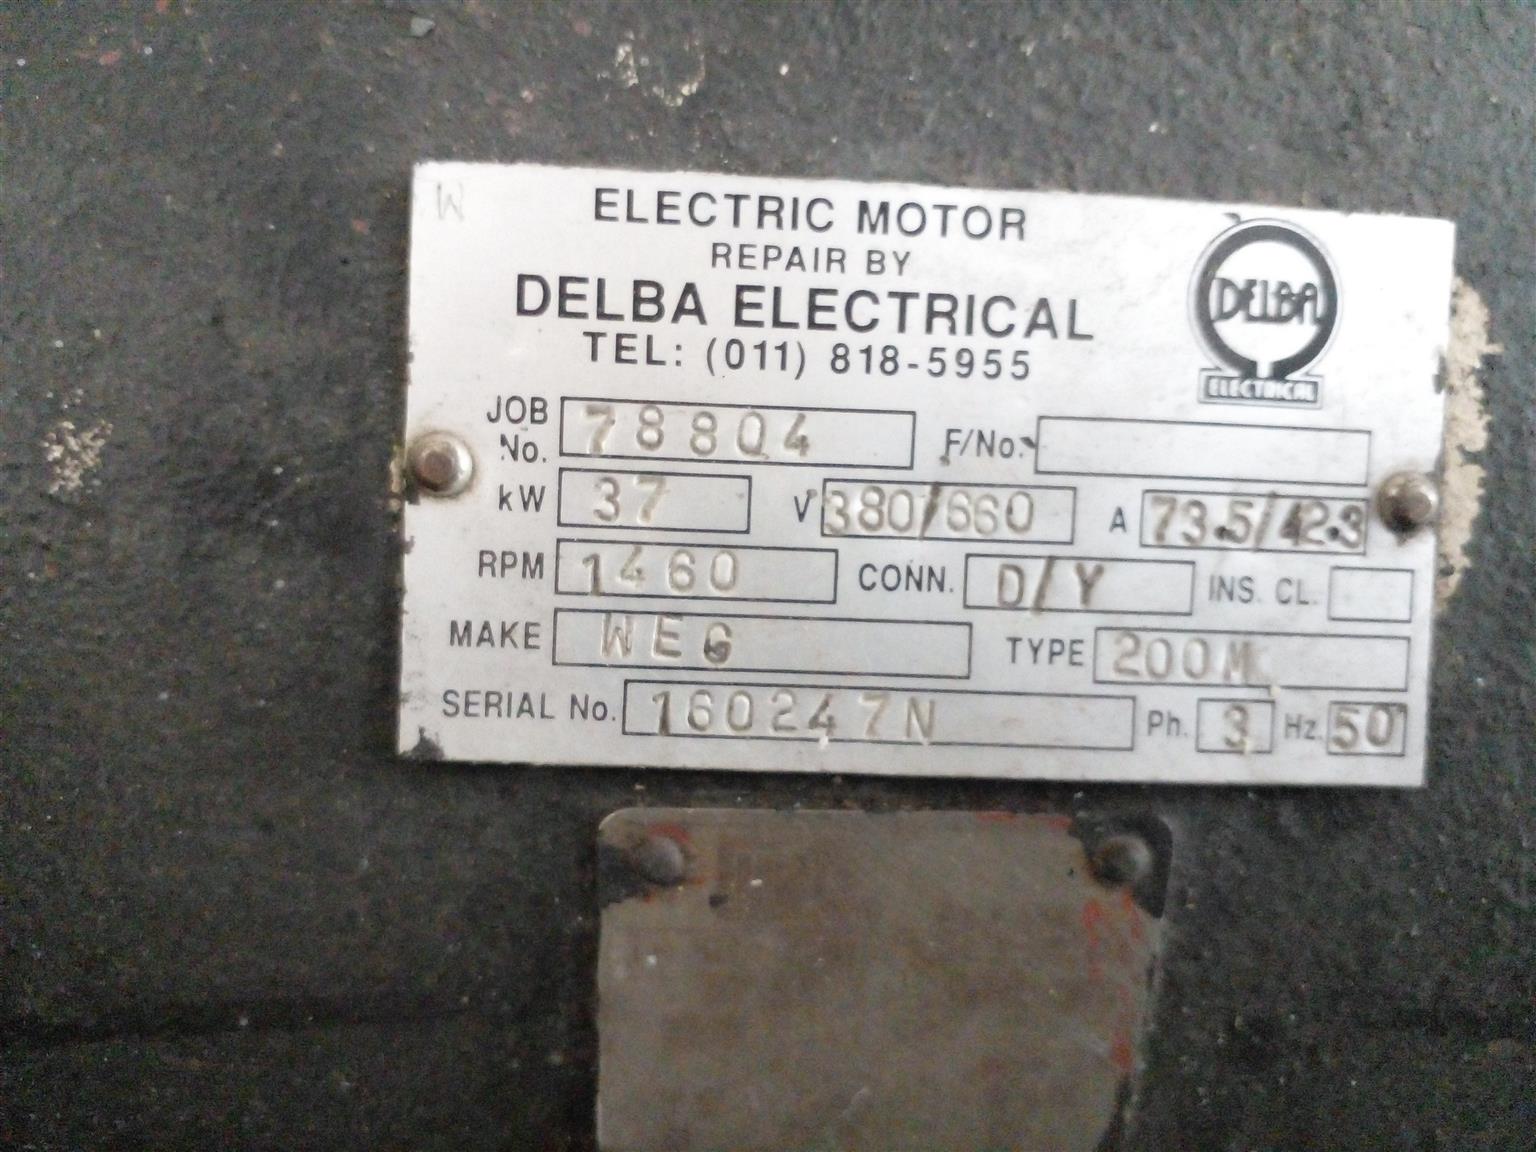 W
ELECTRIC MOTOR
REPAIR BY
DELBA ELECTRICAL
TEL: (011) 818-5955
DELBA
ELECTRICAL
JOB No. 78804 F/No.
kW 37 V 380/660 A 73.5/42.3
RPM 1460 CONN. D/Y INS. CL.
MAKE WEG TYPE 200M
SERIAL No. 160247N Ph. 3 Hz. 50